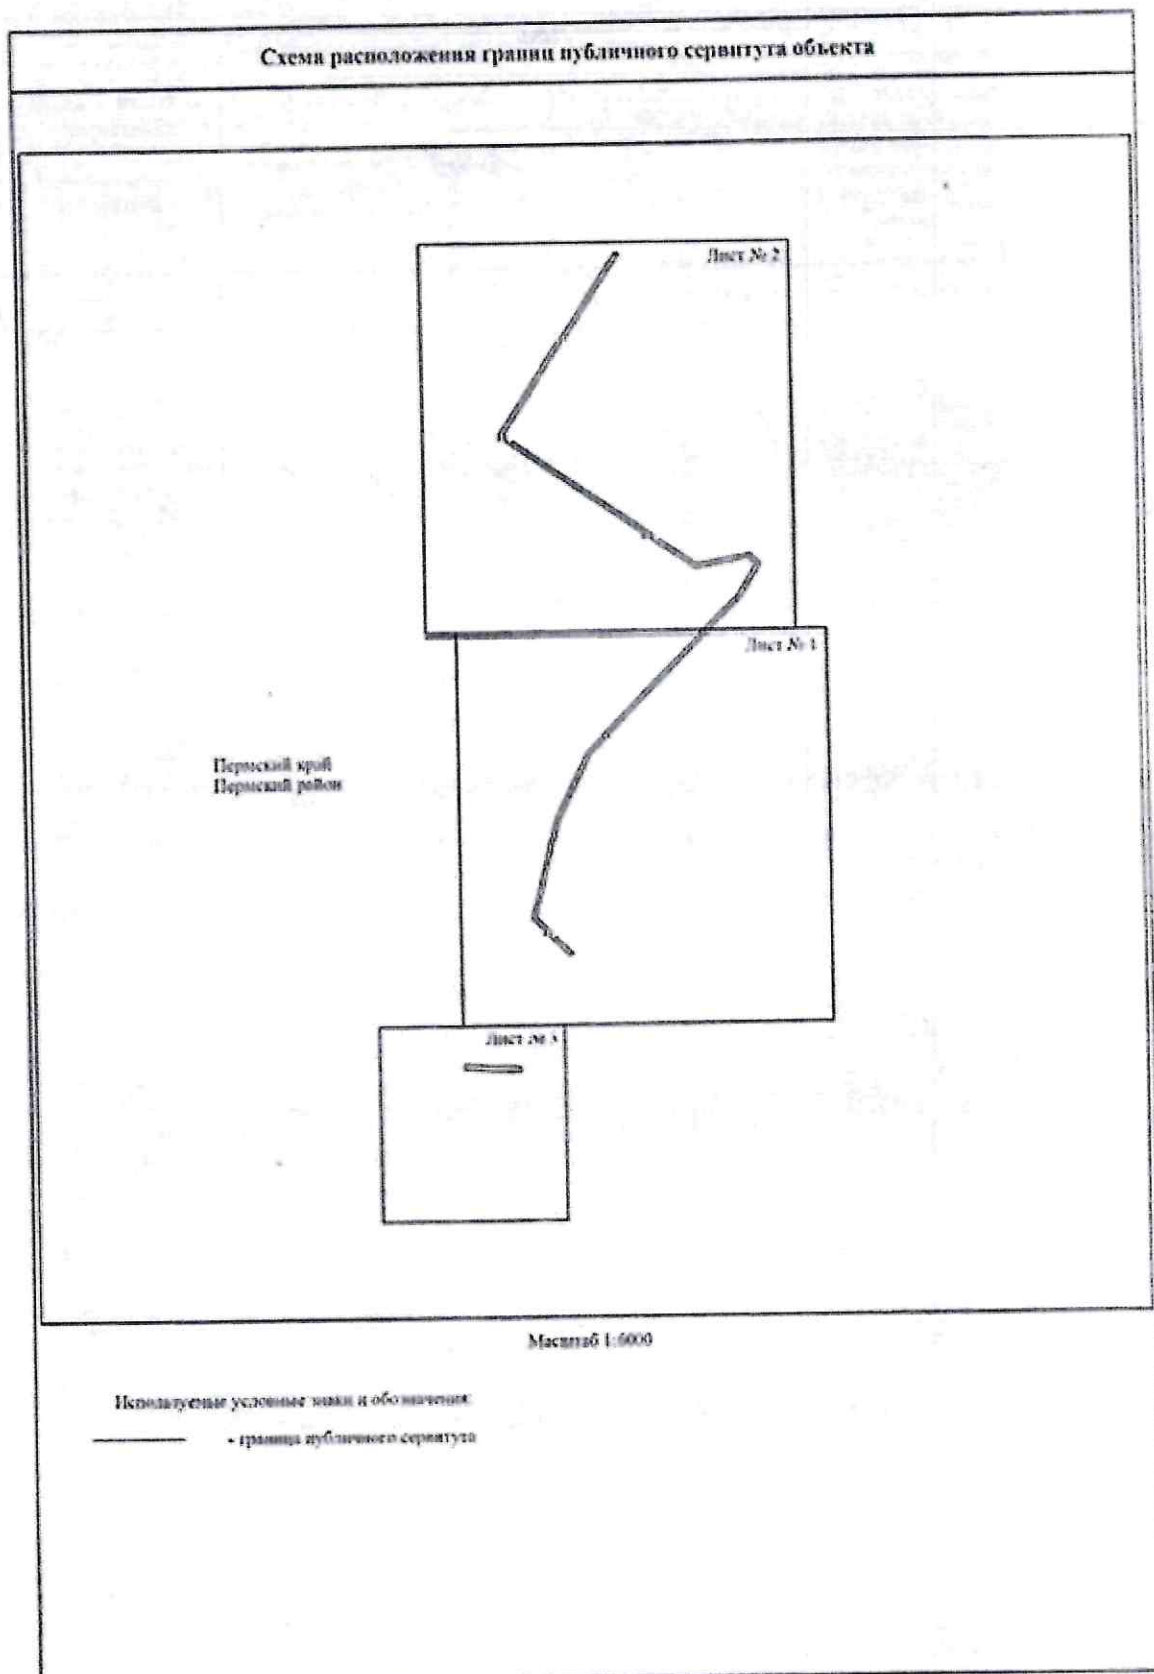 Схема расположения границ публичного сервитута объекта
Лист № 2
Лист № 1
Пермский край
Пермский район
Лист № 3
Масштаб 1:6000
Используемые условные знаки и обозначения:
- граница публичного сервитута